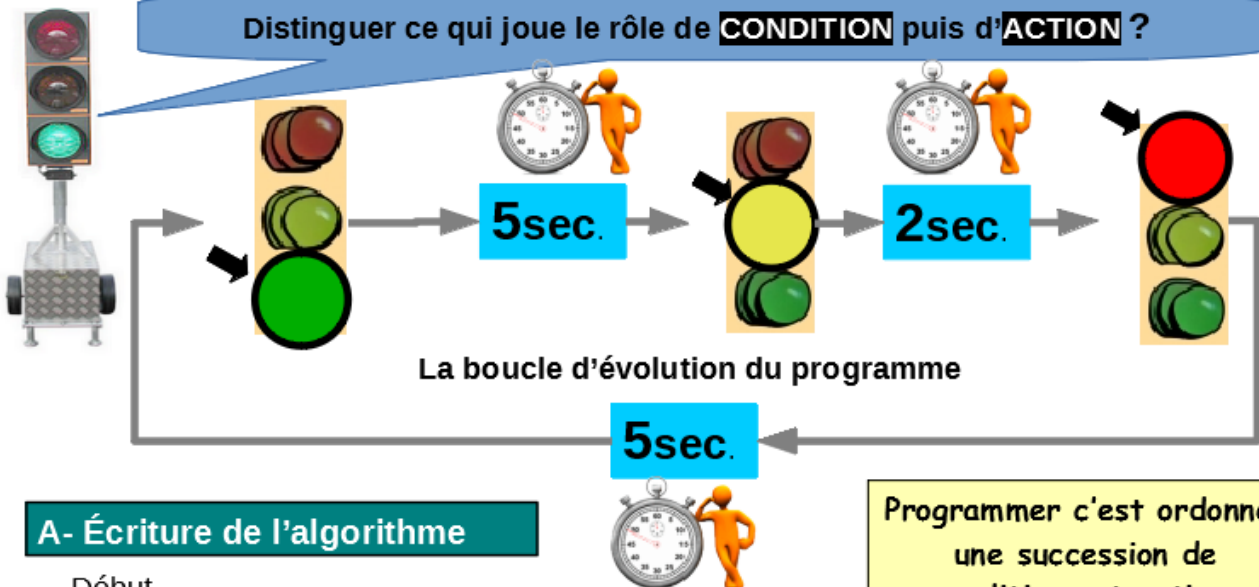 Distinguer ce qui joue le rôle de CONDITION puis d'ACTION ?
5sec.
2sec.
La boucle d'évolution du programme
5sec.
A- Écriture de l'algorithme
Programmer c'est
une succession de
Début